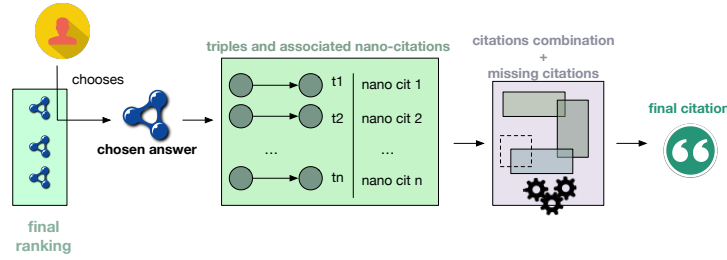 chooses
final
ranking
chosen answer
triples and associated nano-citations
t1 nano cit 1
t2 nano cit 2
... ...
tn nano cit n
citations combination
+
missing citations
final citation